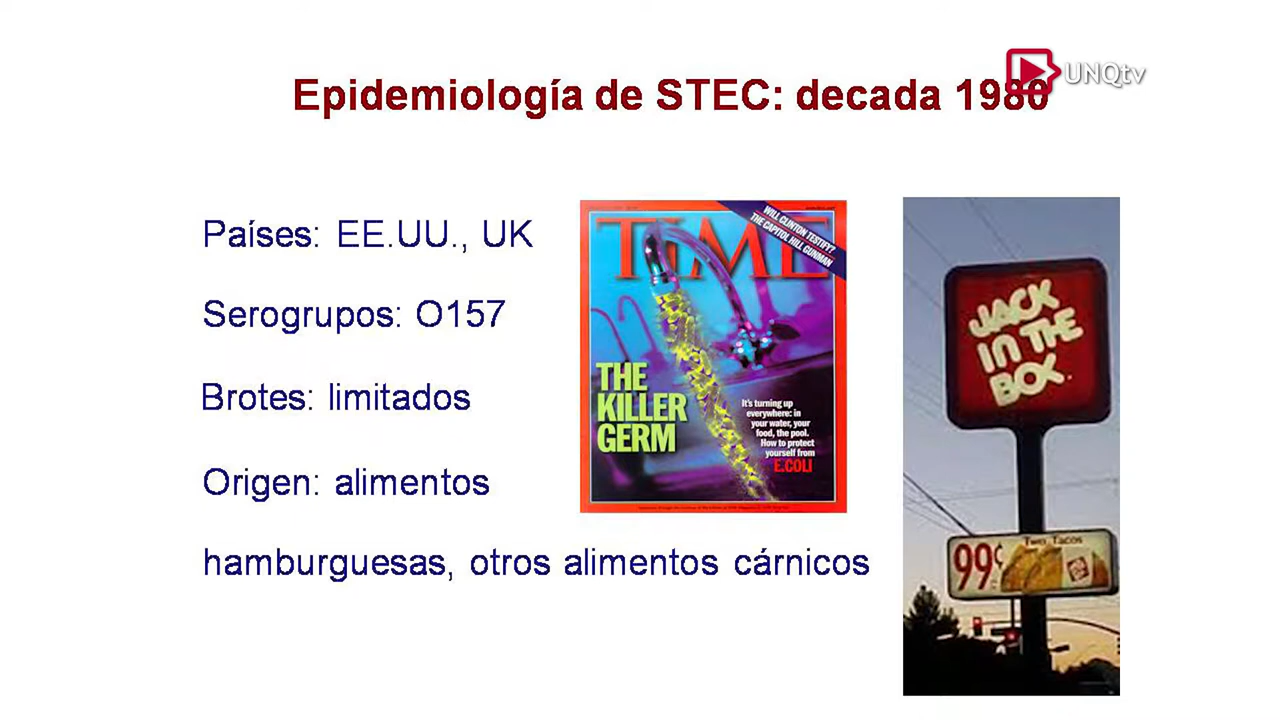 UNQtv
Epidemiología de STEC: decada 1980
Países: EE.UU., UK
Serogrupos: O157
Brotes: limitados
Origen: alimentos
hamburguesas, otros alimentos cárnicos
TIME
WILL CLINTON TESTIFY?
THE CAPITOL HILL GUNMAN
THE
KILLER
GERM
It's turning up
everywhere: in
your water, your
food, the pool.
How to protect
yourself from
E.COLI
JACK
IN THE
BOX.
Two Tacos
99¢